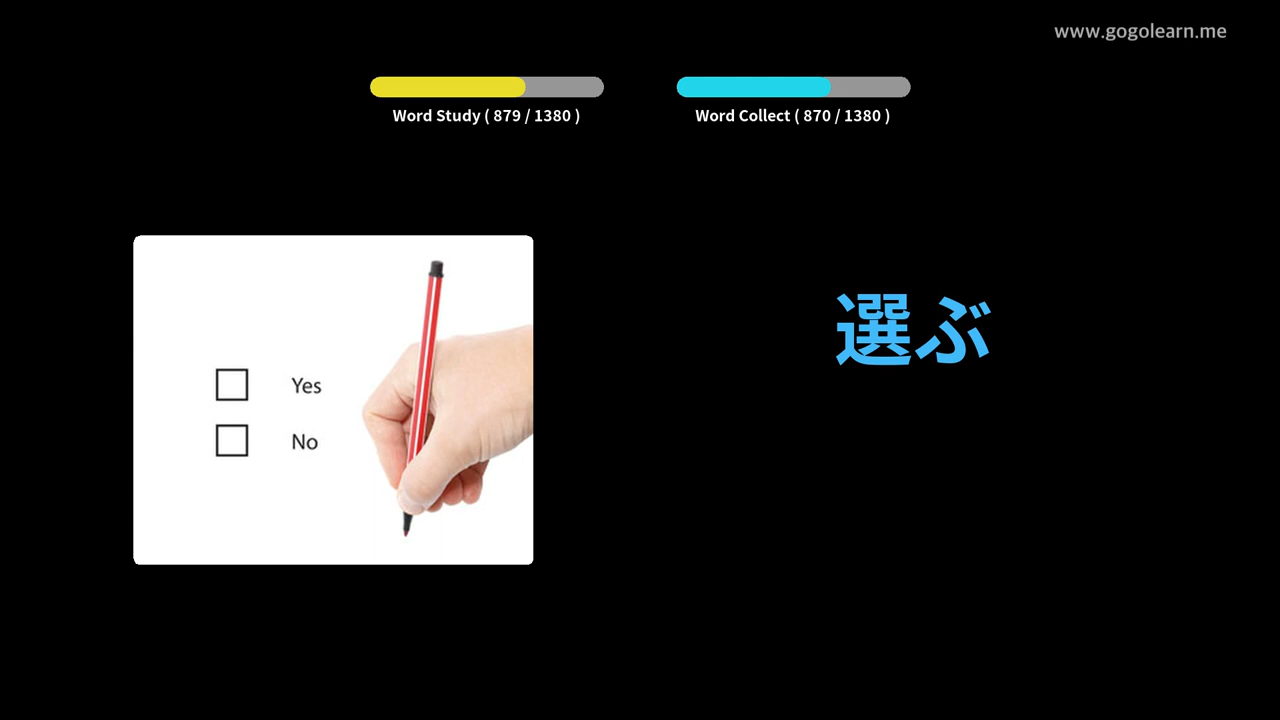 www.gogolearn.me
Word Study ( 879 / 1380 )
Word Collect ( 870 / 1380 )
Yes
No
選ぶ